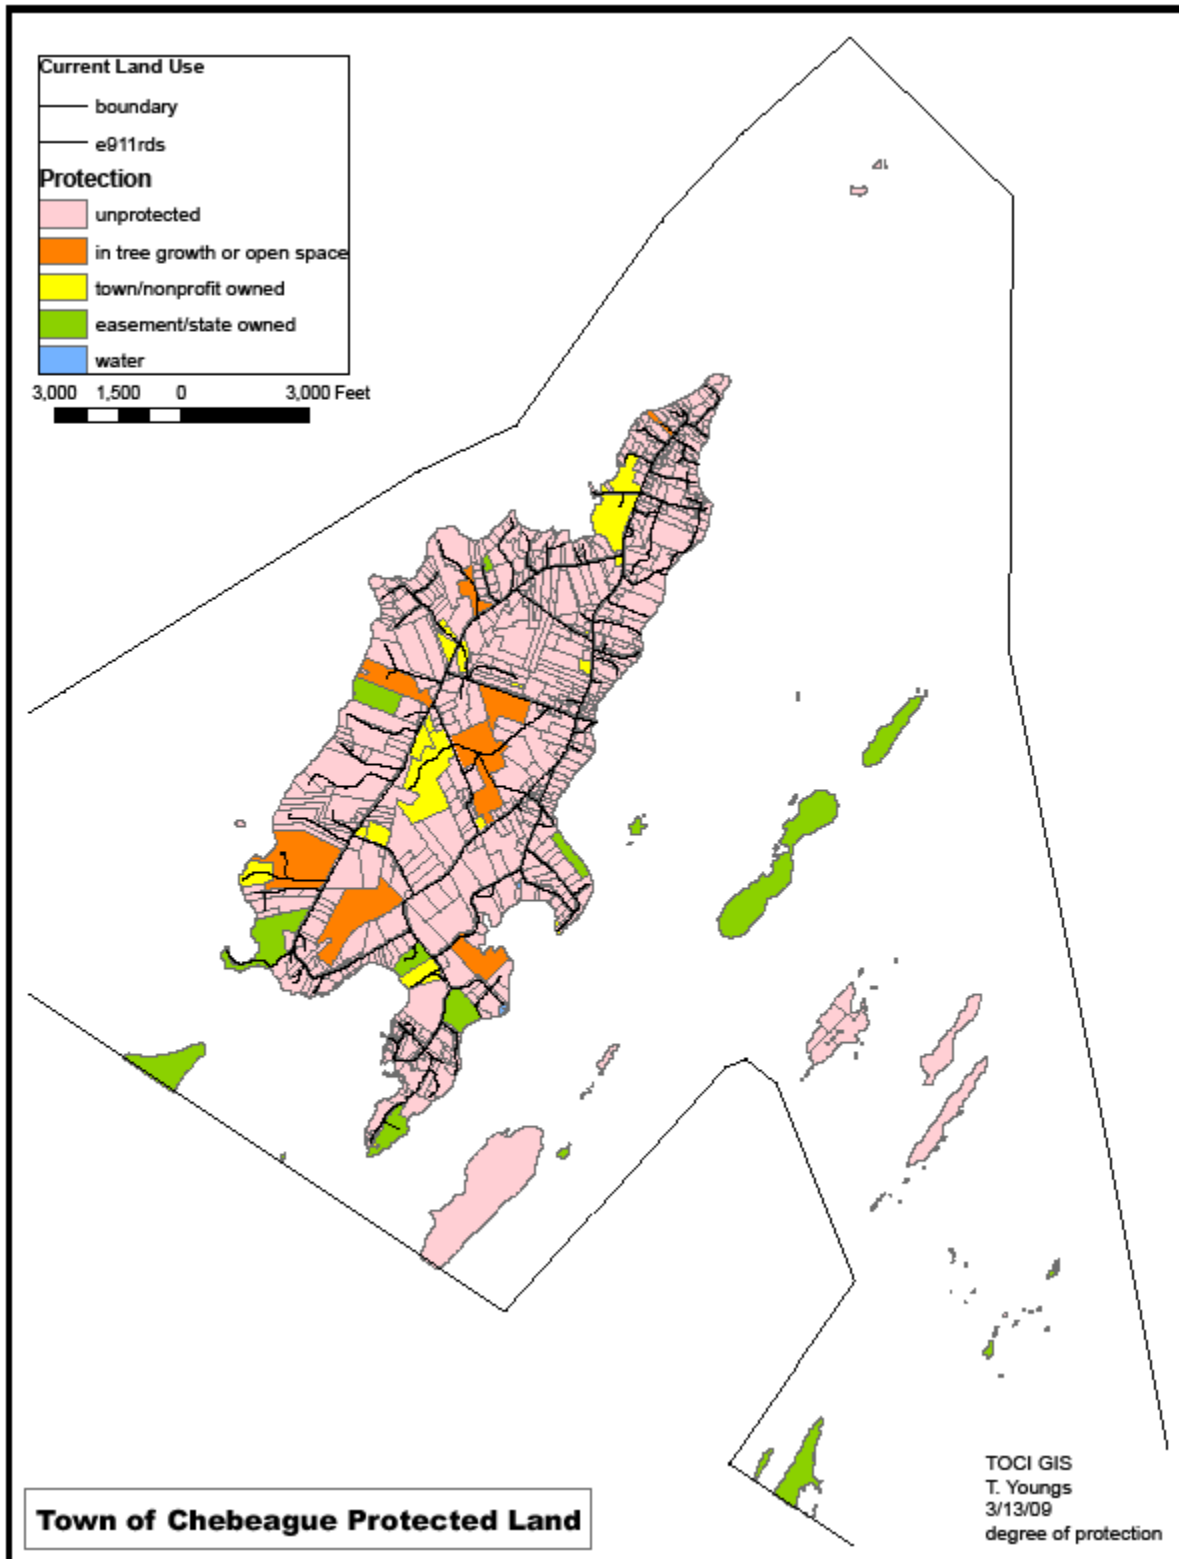 Current Land Use
boundary
e911rds
Protection
unprotected
in tree growth or open space
town/nonprofit owned
easement/state owned
water
3,000 1,500 0 3,000 Feet
Town of Chebeague Protected Land
TOCI GIS
T. Youngs
3/13/09
degree of protection